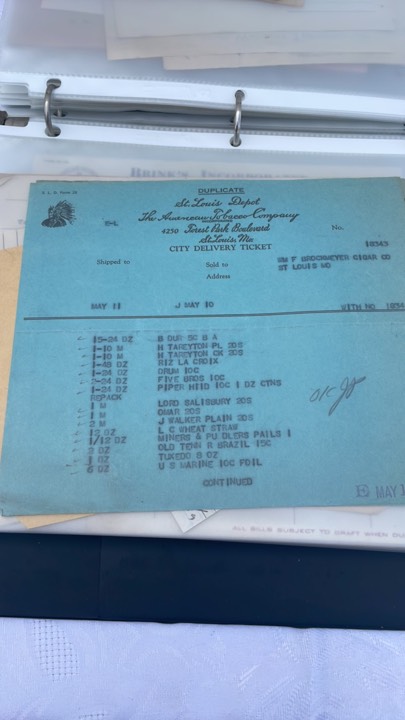 BRINK'S INCORPORATED
DUPLICATE
St. Louis Depot
The American Tobacco Company
4250 Forest Park Boulevard
St. Louis, Mo.
CITY DELIVERY TICKET
No.
Shipped to
Sold to
Address
WM F BROCKMEYER CIGAR CO
ST LOUIS MO
MAY 11
J MAY 10
WITH NO
15-24 DZ B DUR 5C B A
1-10 M H TAREYTON PL 20S
1-10 M H TAREYTON CK 20S
1-48 DZ RIZ LA CROIX
1-24 DZ DRUM 10C
2-24 DZ FIVE BROS 10C
1-24 DZ PIPER HEID 10C 1 DZ CTNS
REPACK
1 M LORD SALISBURY 20S
1 M OMAR 20S
2 M J WALKER PLAIN 20S
12 OZ L C WHEAT STRAW
1/12 DZ MINERS & PUDDLERS PAILS 1
2 DZ OLD TENN R BRAZIL 15C
1 DZ TUXEDO 8 OZ
6 DZ U S MARINE 10C FOIL
CONTINUED
OK
MAY
ALL BILLS SUBJECT TO DRAFT WHEN